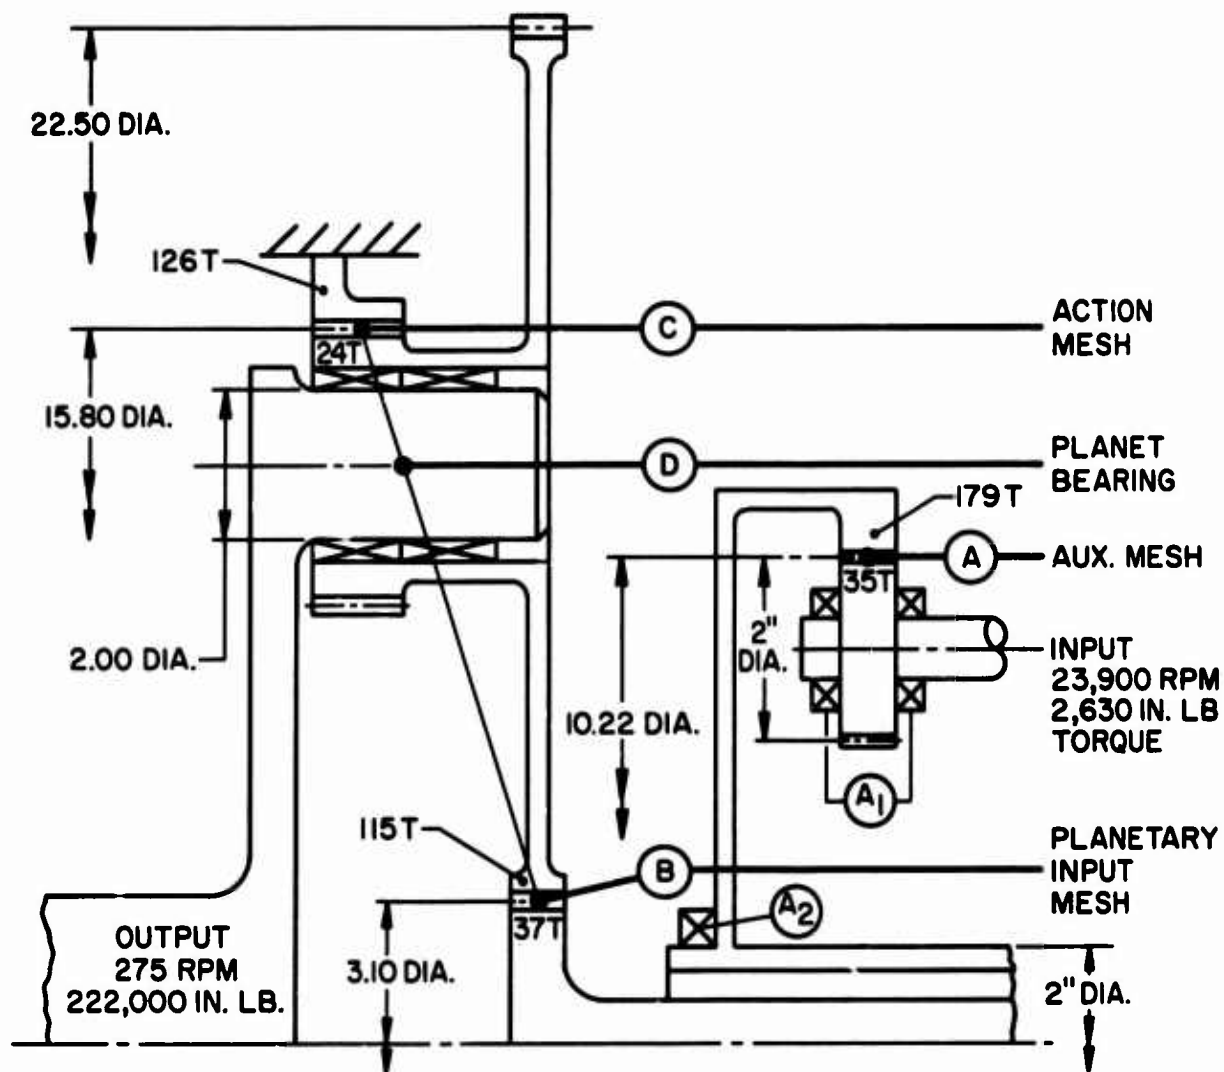 22.50 DIA.
126T
C
ACTION
MESH
24T
15.80 DIA.
D
PLANET
BEARING
179T
A
AUX. MESH
35T
2"
DIA.
2.00 DIA.
INPUT
23,900 RPM
2,630 IN. LB
TORQUE
10.22 DIA.
A1
115T
B
PLANETARY
INPUT
MESH
A2
37T
OUTPUT
275 RPM
222,000 IN. LB.
3.10 DIA.
2" DIA.